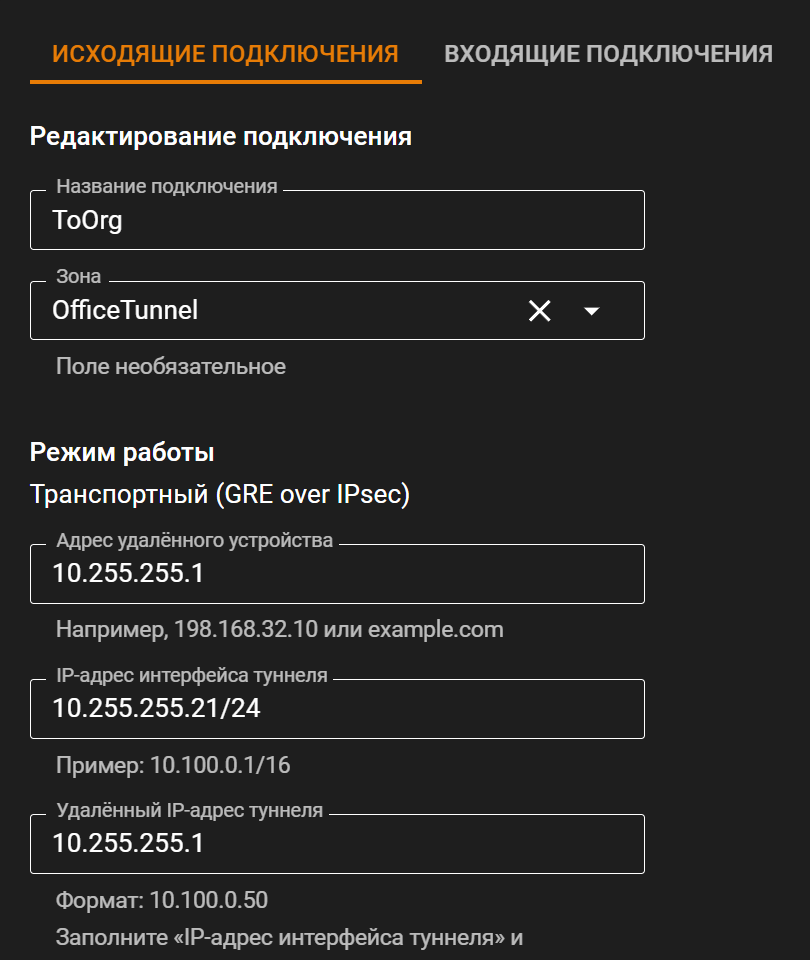 ИСХОДЯЩИЕ ПОДКЛЮЧЕНИЯ ВХОДЯЩИЕ ПОДКЛЮЧЕНИЯ
Редактирование подключения
Название подключения
ToOrg
Зона
OfficeTunnel
Поле необязательное
Режим работы
Транспортный (GRE over IPsec)
Адрес удалённого устройства
10.255.255.1
Например, 198.168.32.10 или example.com
IP-адрес интерфейса туннеля
10.255.255.21/24
Пример: 10.100.0.1/16
Удалённый IP-адрес туннеля
10.255.255.1
Формат: 10.100.0.50
Заполните «IP-адрес интерфейса туннеля» и